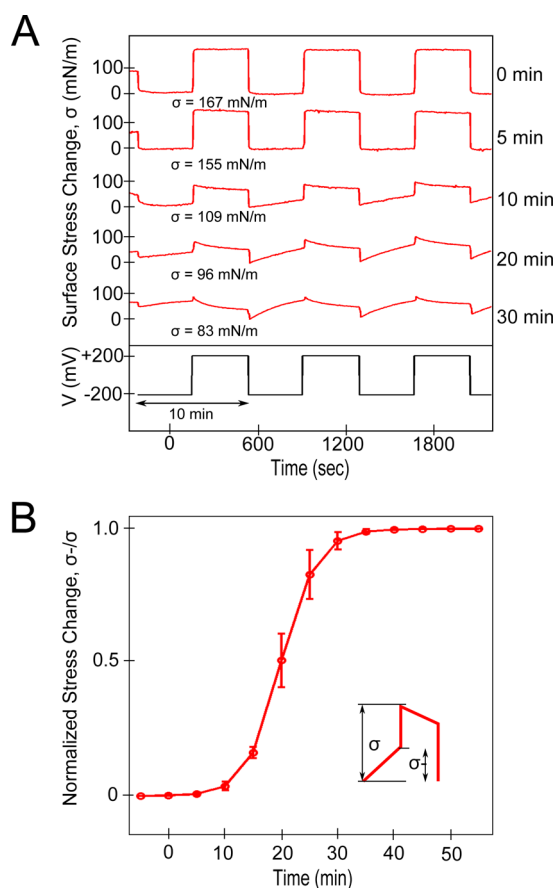 A
Surface Stress Change, σ (mN/m)
100
0
σ = 167 mN/m
0 min
100
0
σ = 155 mN/m
5 min
100
0
σ = 109 mN/m
10 min
100
0
σ = 96 mN/m
20 min
100
0
σ = 83 mN/m
30 min
V (mV)
+200
-200
10 min
0 600 1200 1800
Time (sec)
B
Normalized Stress Change, σ-/σ
1.0
0.5
0
σ
σ-
0 10 20 30 40 50
Time (min)